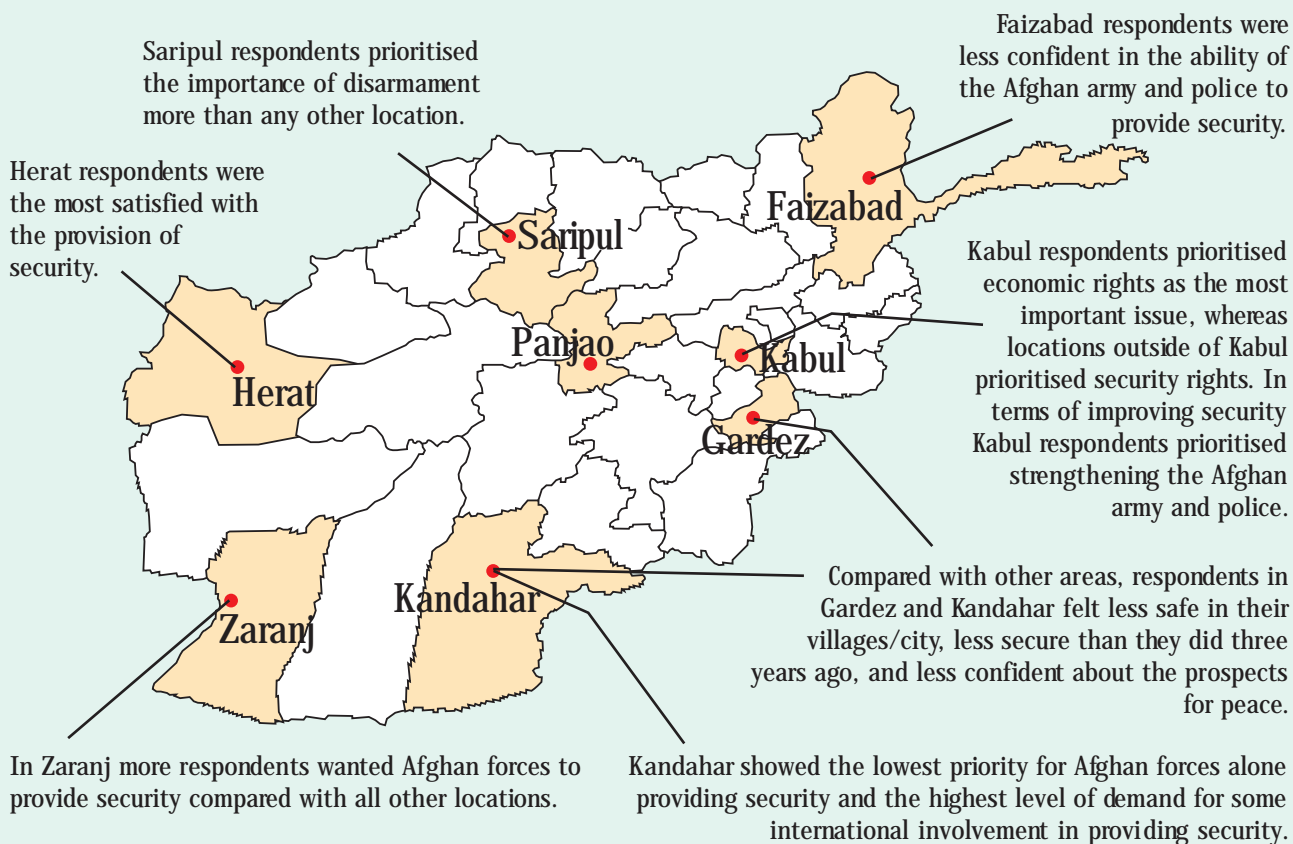 Saripul respondents prioritised
the importance of disarmament
more than any other location.
Faizabad respondents were
less confident in the ability of
the Afghan army and police to
provide security.
Herat respondents were
the most satisfied with
the provision of
security.
Faizabad
Saripul
Kabul respondents prioritised
economic rights as the most
important issue, whereas
locations outside of Kabul
prioritised security rights. In
terms of improving security
Kabul respondents prioritised
strengthening the Afghan
army and police.
Panjao
Kabul
Herat
Gardez
Kandahar
Zaranj
Compared with other areas, respondents in
Gardez and Kandahar felt less safe in their
villages/city, less secure than they did three
years ago, and less confident about the prospects
for peace.
In Zaranj more respondents wanted Afghan forces to
provide security compared with all other locations.
Kandahar showed the lowest priority for Afghan forces alone
providing security and the highest level of demand for some
international involvement in providing security.